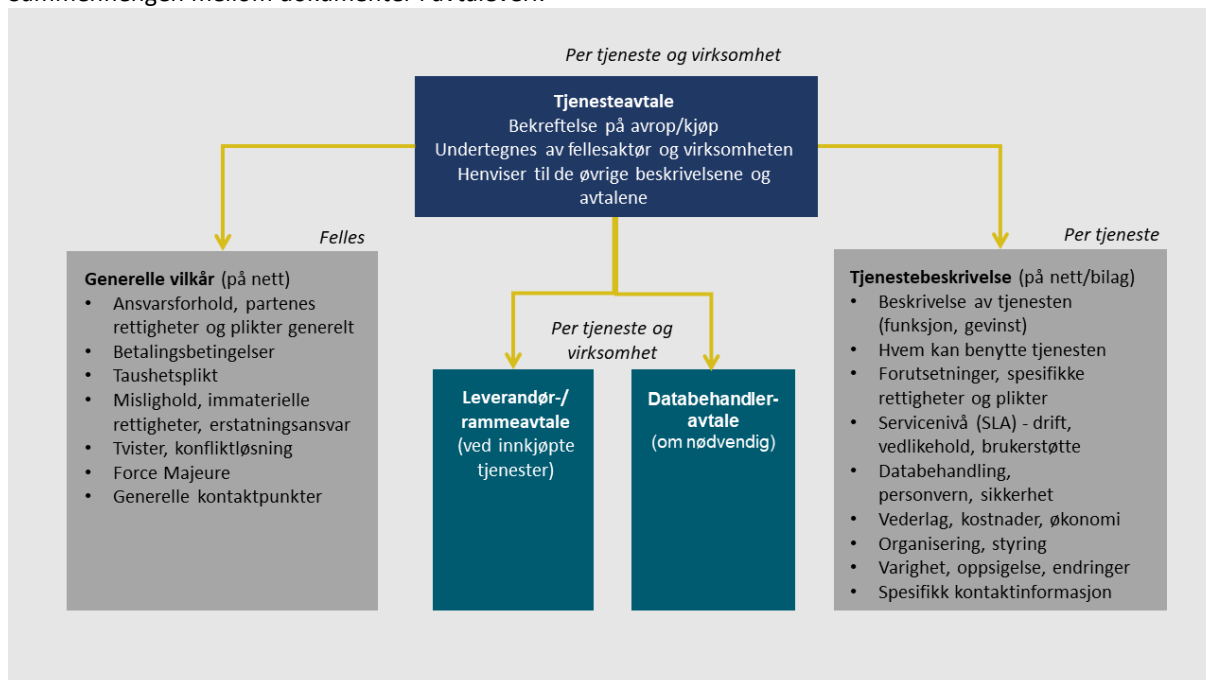 Sammenhengen mellom dokumenter i avtaleverk
Per tjeneste og virksomhet
Tjenesteavtale
Bekreftelse på avrop/kjøp
Undertegnes av fellesaktør og virksomheten
Henviser til de øvrige beskrivelsene og
avtalene
Felles
Generelle vilkår (på nett)
• Ansvarsforhold, partenes
rettigheter og plikter generelt
• Betalingsbetingelser
• Taushetsplikt
• Mislighold, immaterielle
rettigheter, erstatningsansvar
• Tvister, konfliktløsning
• Force Majeure
• Generelle kontaktpunkter
Per tjeneste og
virksomhet
Leverandør-/
rammeavtale
(ved innkjøpte
tjenester)
Databehandler-
avtale
(om nødvendig)
Per tjeneste
Tjenestebeskrivelse (på nett/bilag)
• Beskrivelse av tjenesten
(funksjon, gevinst)
• Hvem kan benytte tjenesten
• Forutsetninger, spesifikke
rettigheter og plikter
• Servicenivå (SLA) - drift,
vedlikehold, brukerstøtte
• Databehandling,
personvern, sikkerhet
• Vederlag, kostnader, økonomi
• Organisering, styring
• Varighet, oppsigelse, endringer
• Spesifikk kontaktinformasjon